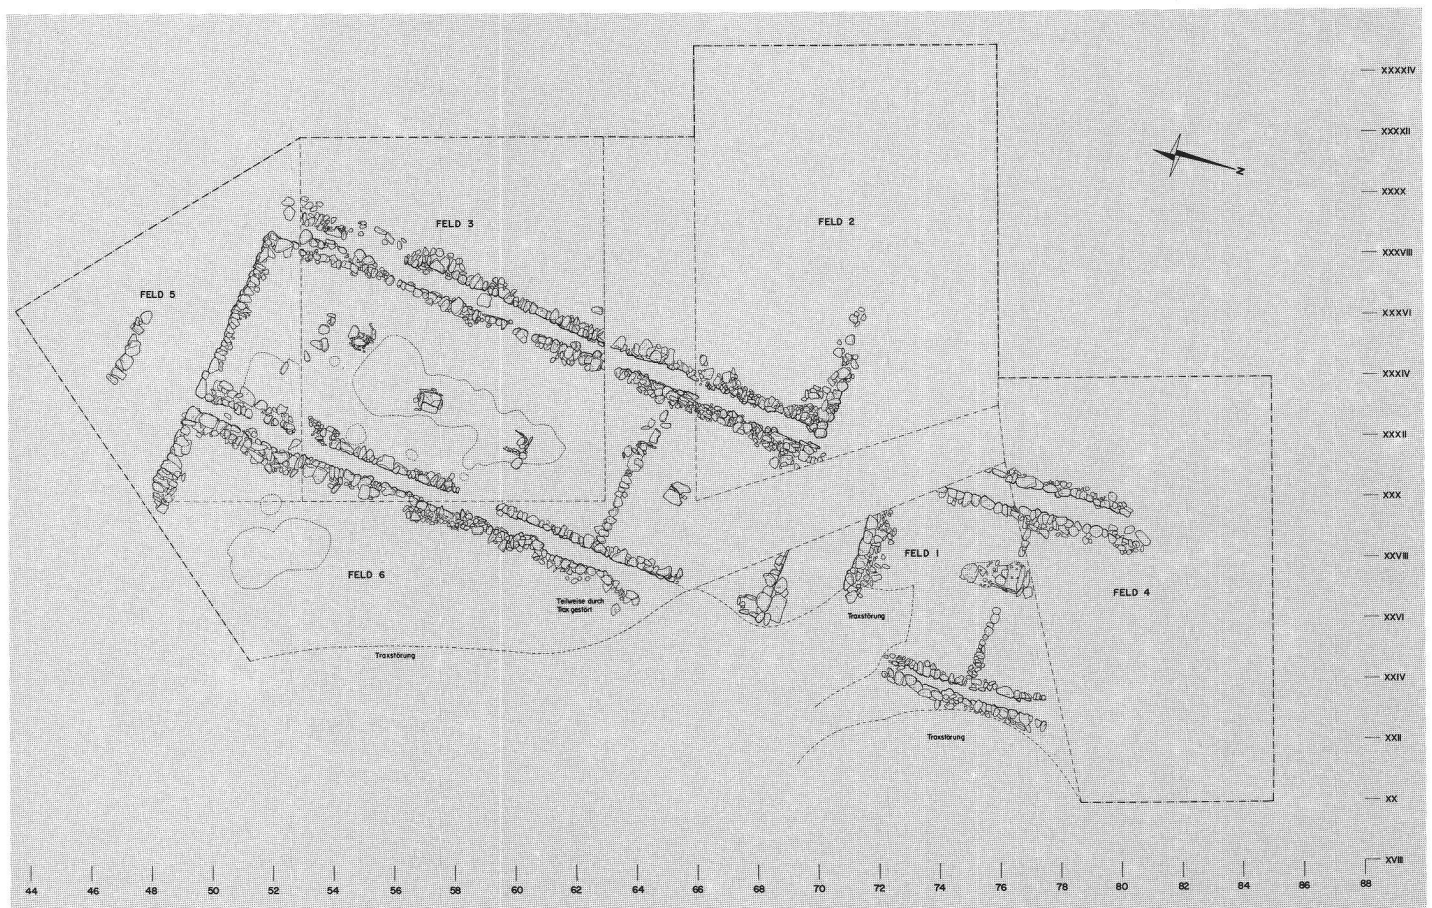 XXXXIV
XXXXII
N
XXXX
FELD 3
FELD 2
XXXVIII
FELD 5
XXXVI
XXXIV
XXXII
XXX
FELD 1
XXVIII
FELD 6
FELD 4
Teilweise durch
Trax gestört
Traxstörung
XXVI
Traxstörung
XXIV
Traxstörung
XXII
XX
XVIII
44 46 48 50 52 54 56 58 60 62 64 66 68 70 72 74 76 78 80 82 84 86 88